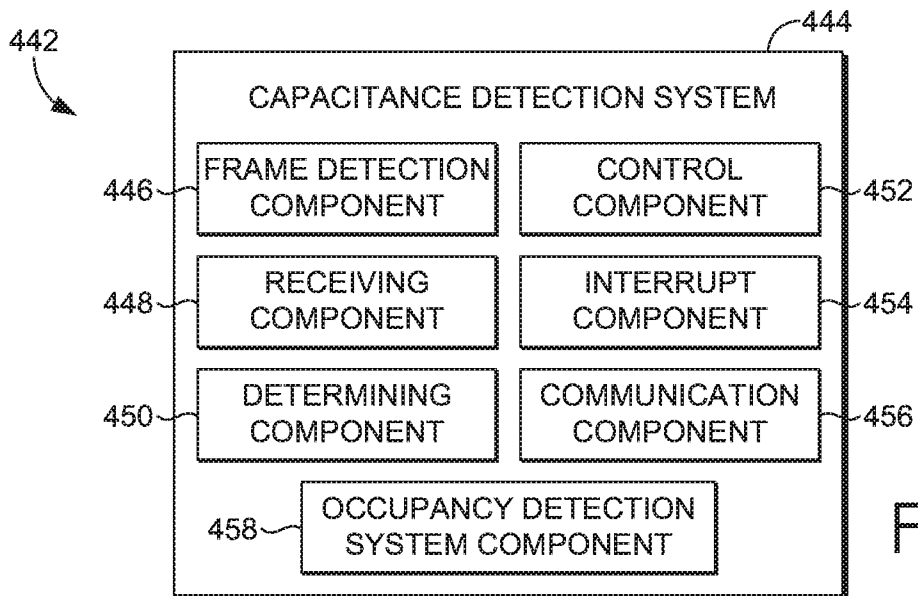 442
444
CAPACITANCE DETECTION SYSTEM
446
FRAME DETECTION
COMPONENT
CONTROL
COMPONENT
452
448
RECEIVING
COMPONENT
INTERRUPT
COMPONENT
454
450
DETERMINING
COMPONENT
COMMUNICATION
COMPONENT
456
458
OCCUPANCY DETECTION
SYSTEM COMPONENT
F